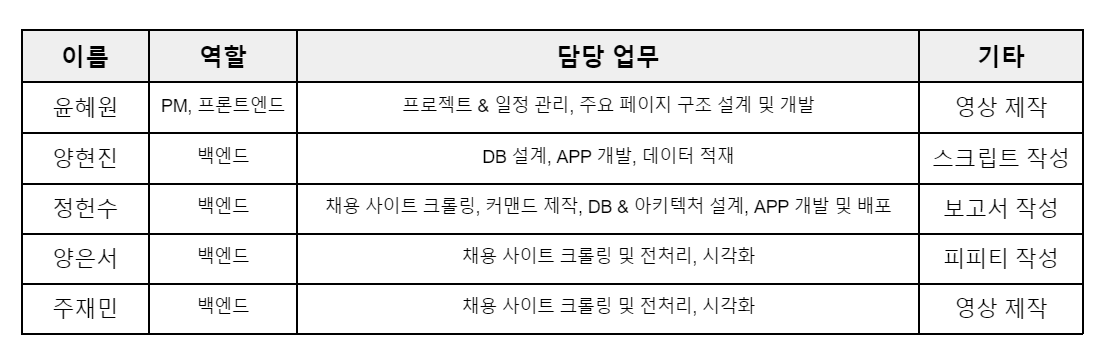 이름 역할 담당 업무 기타
윤혜원 PM, 프론트엔드 프로젝트 & 일정 관리, 주요 페이지 구조 설계 및 개발 영상 제작
양현진 백엔드 DB 설계, APP 개발, 데이터 적재 스크립트 작성
정헌수 백엔드 채용 사이트 크롤링, 커맨드 제작, DB & 아키텍처 설계, APP 개발 및 배포 보고서 작성
양은서 백엔드 채용 사이트 크롤링 및 전처리, 시각화 피피티 작성
주재민 백엔드 채용 사이트 크롤링 및 전처리, 시각화 영상 제작